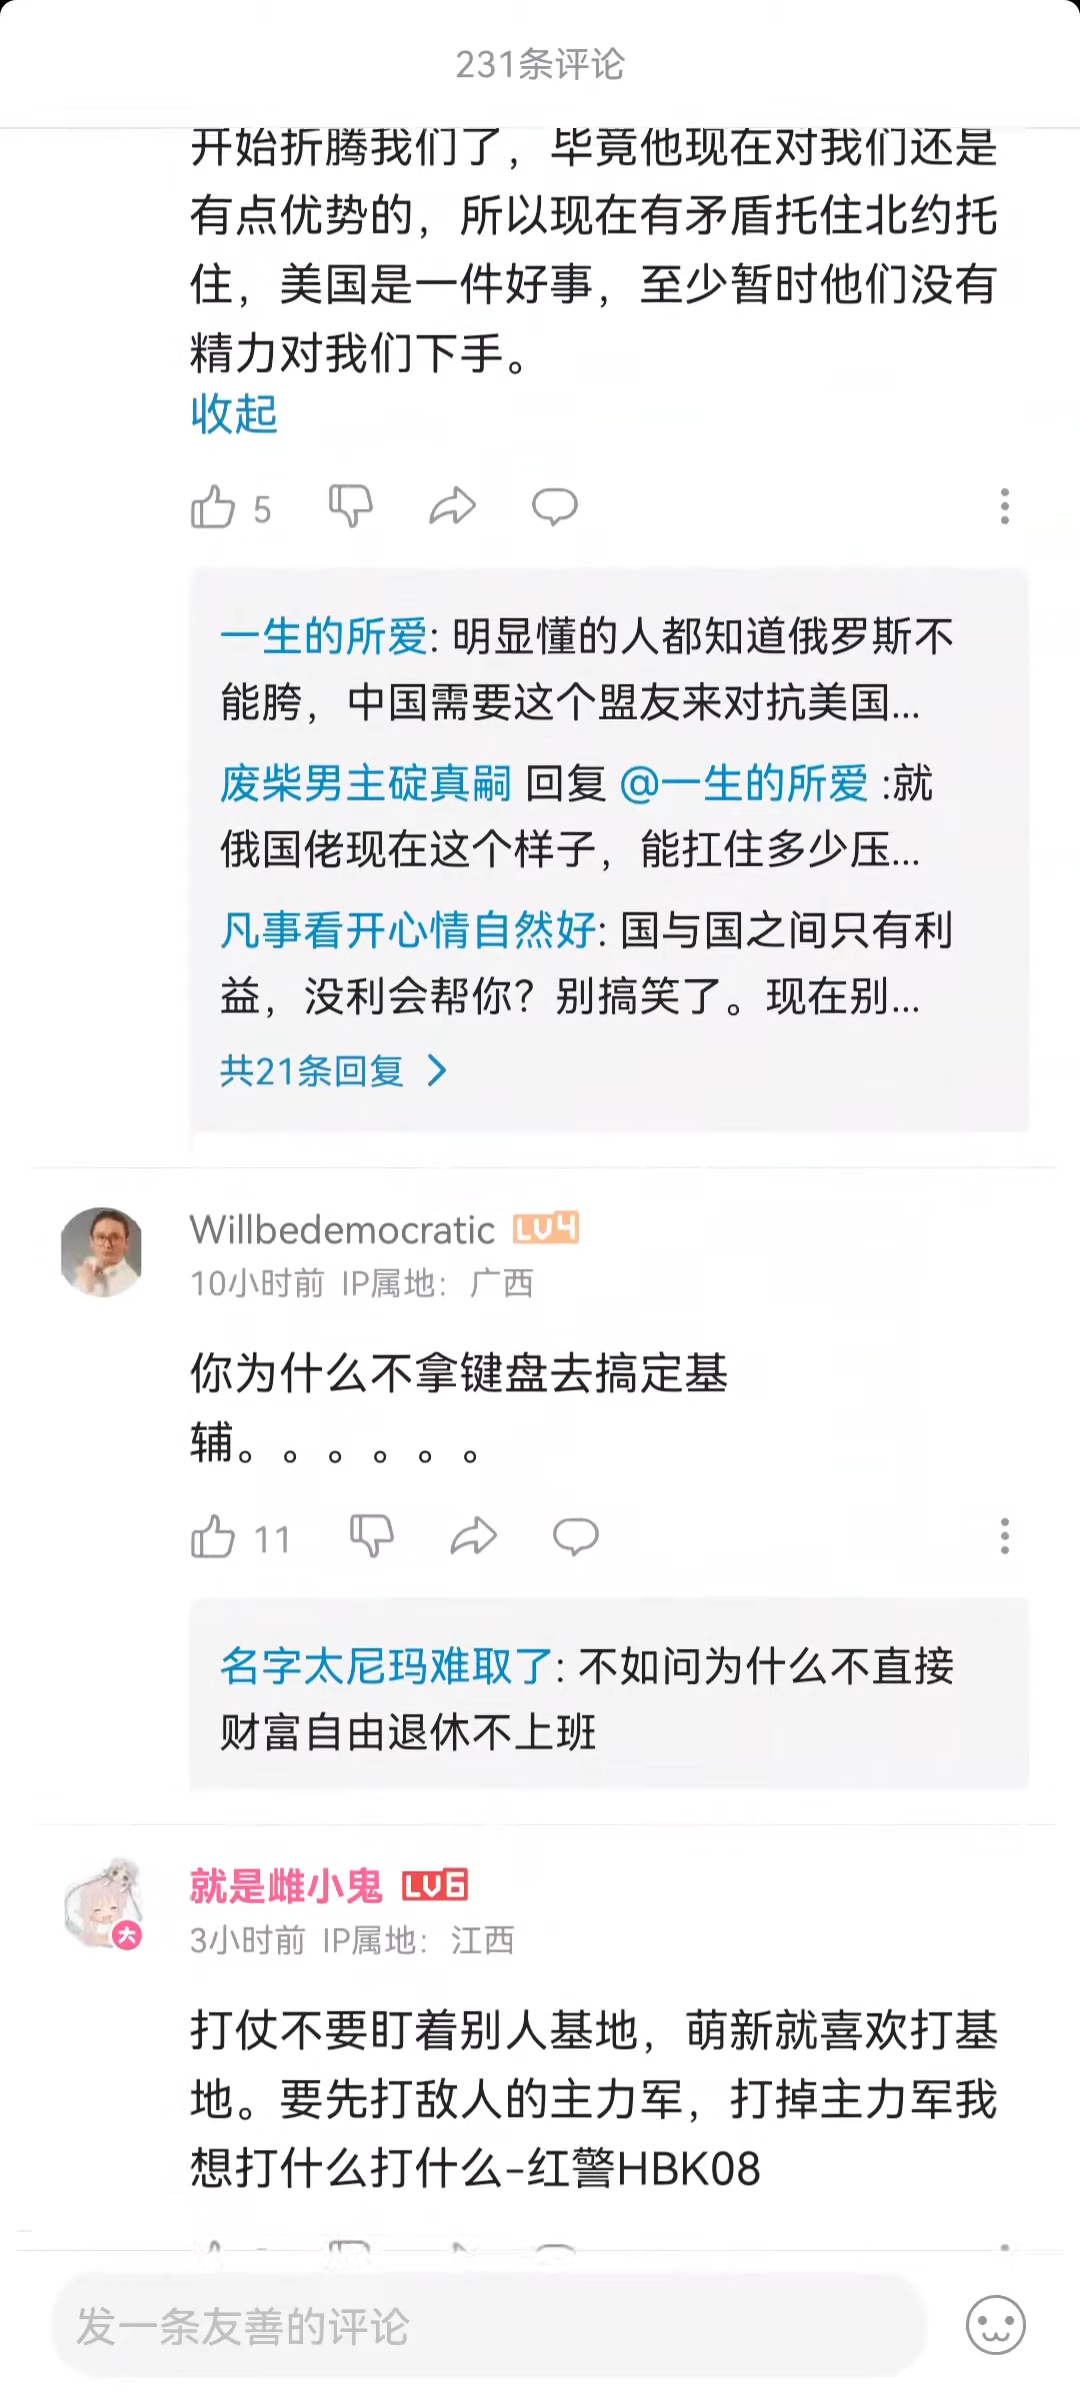 231条评论
开始折腾我们了，毕竟他现在对我们还是
有点优势的，所以现在有矛盾托住北约托
住，美国是一件好事，至少暂时他们没有
精力对我们下手。
收起
5
一生的所爱: 明显懂的人都知道俄罗斯不
能胯，中国需要这个盟友来对抗美国...
废柴男主碇真嗣 回复 @一生的所爱 :就
俄国佬现在这个样子，能扛住多少压...
凡事看开心情自然好: 国与国之间只有利
益，没利会帮你？别搞笑了。现在别...
共21条回复 >
Willbedemocratic LV4
10小时前 IP属地：广西
你为什么不拿键盘去搞定基
辅。。。。。。
11
名字太尼玛难取了: 不如问为什么不直接
财富自由退休不上班
就是雌小鬼 LV6
大
3小时前 IP属地：江西
打仗不要盯着别人基地，萌新就喜欢打基
地。要先打敌人的主力军，打掉主力军我
想打什么打什么-红警HBK08
发一条友善的评论